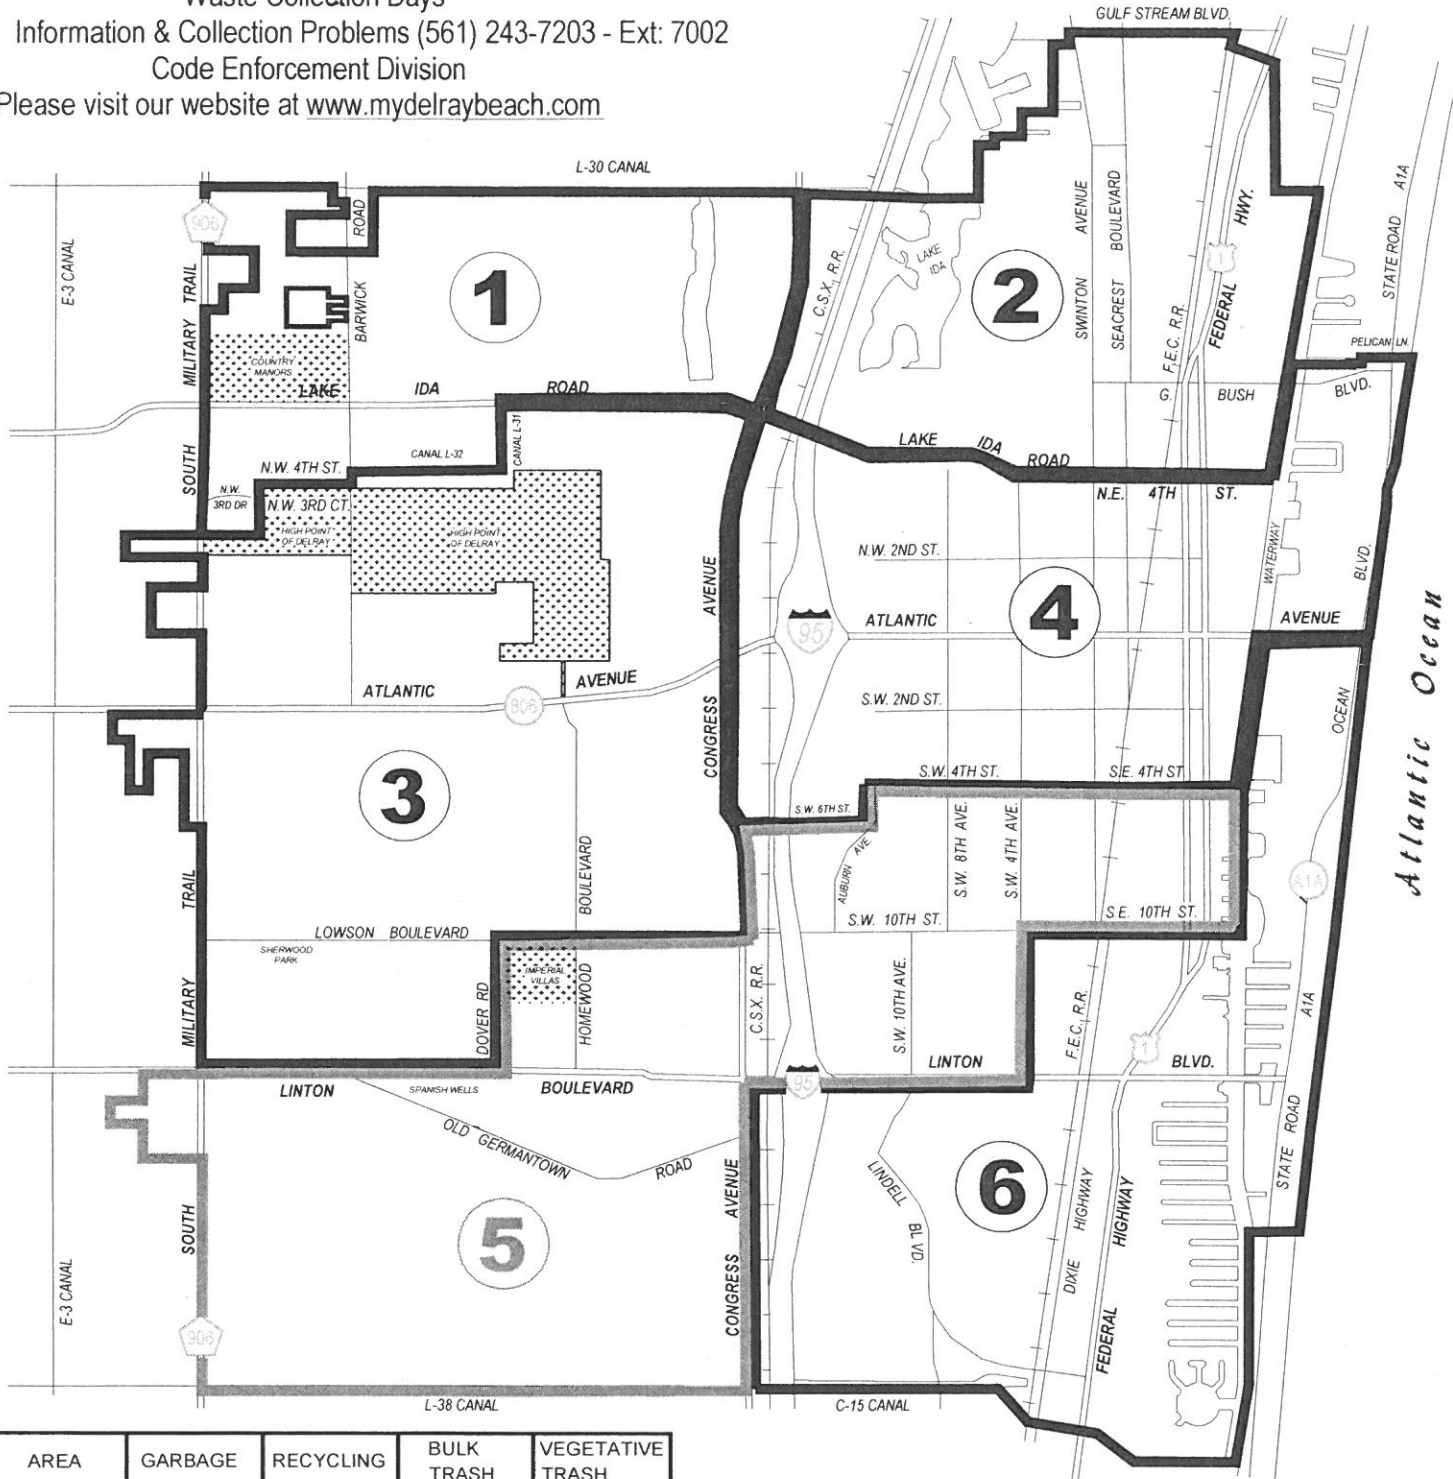 Waste Collection Days
Information & Collection Problems (561) 243-7203 - Ext: 7002
Code Enforcement Division
Please visit our website at www.mydelraybeach.com
GULF STREAM BLVD.
L-30 CANAL
E-3 CANAL
906
MILITARY TRAIL
SOUTH
ROAD
BARWICK
COUNTRY
MANORS
1
LAKE IDA ROAD
C.S.X. R.R.
LAKE
IDA
2
SWINTON AVENUE
SEACREST BOULEVARD
F.E.C. R.R.
FEDERAL HWY.
1
STATE ROAD A1A
PELICAN LN.
G. BUSH BLVD.
N.W. 4TH ST.
CANAL L-32
CANAL L-31
N.W.
3RD DR
N.W. 3RD CT.
HIGH POINT
OF DELRAY
HIGH POINT
OF DELRAY
LAKE IDA ROAD
N.E. 4TH ST.
N.W. 2ND ST.
WATERWAY
BLVD.
95
ATLANTIC AVENUE
4
S.W. 2ND ST.
OCEAN
Atlantic Ocean
CONGRESS AVENUE
ATLANTIC AVENUE
806
3
S.W. 4TH ST.
S.E. 4TH ST.
S.W. 6TH ST.
AUBURN AVE.
S.W. 8TH AVE.
S.W. 4TH AVE.
A1A
S.W. 10TH ST.
S.E. 10TH ST.
MILITARY TRAIL
LOWSON BOULEVARD
SHERWOOD
PARK
HOMEWOOD BOULEVARD
IMPERIAL
VILLAS
DOVER RD
C.S.X. R.R.
S.W. 10TH AVE.
F.E.C. R.R.
1
LINTON BLVD.
95
LINTON BOULEVARD
SPANISH WELLS
OLD GERMANTOWN ROAD
STATE ROAD A1A
5
6
LINDELL BLVD.
DIXIE HIGHWAY
FEDERAL HIGHWAY
CONGRESS AVENUE
SOUTH
E-3 CANAL
906
L-38 CANAL
C-15 CANAL
AREA GARBAGE RECYCLING BULK TRASH VEGETATIVE TRASH